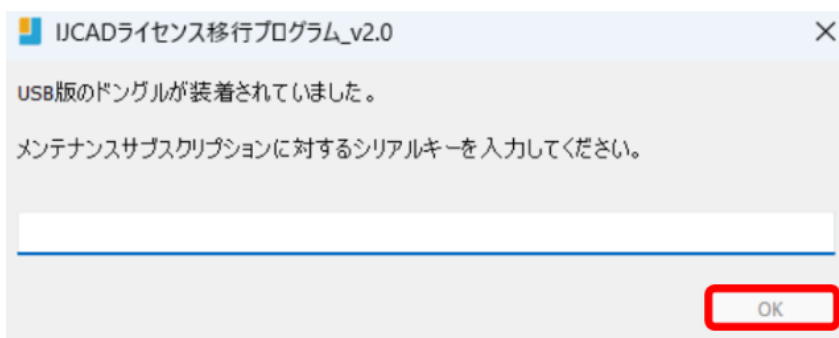 IJCADライセンス移行プログラム_v2.0
USB版のドングルが装着されていました。
メンテナンスサブスクリプションに対するシリアルキーを入力してください。
OK